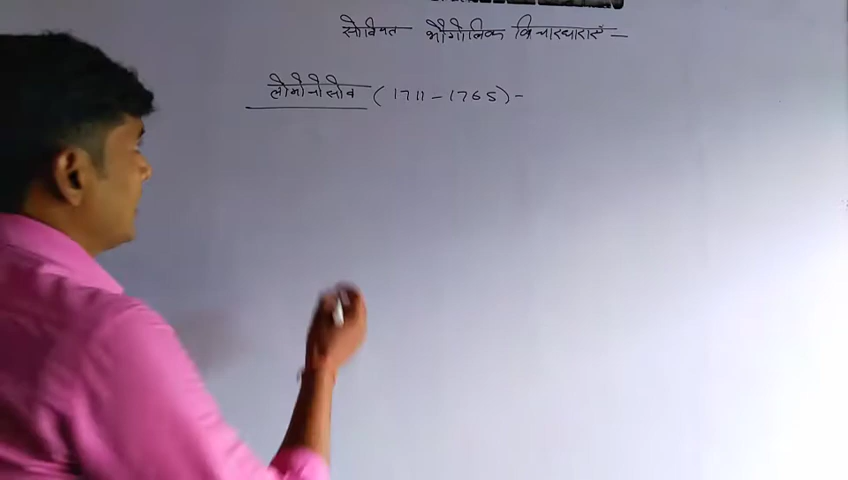 सोवियत भौगोलिक विचारधाराएँ —
लोमोनोसोव (1711 - 1765) -